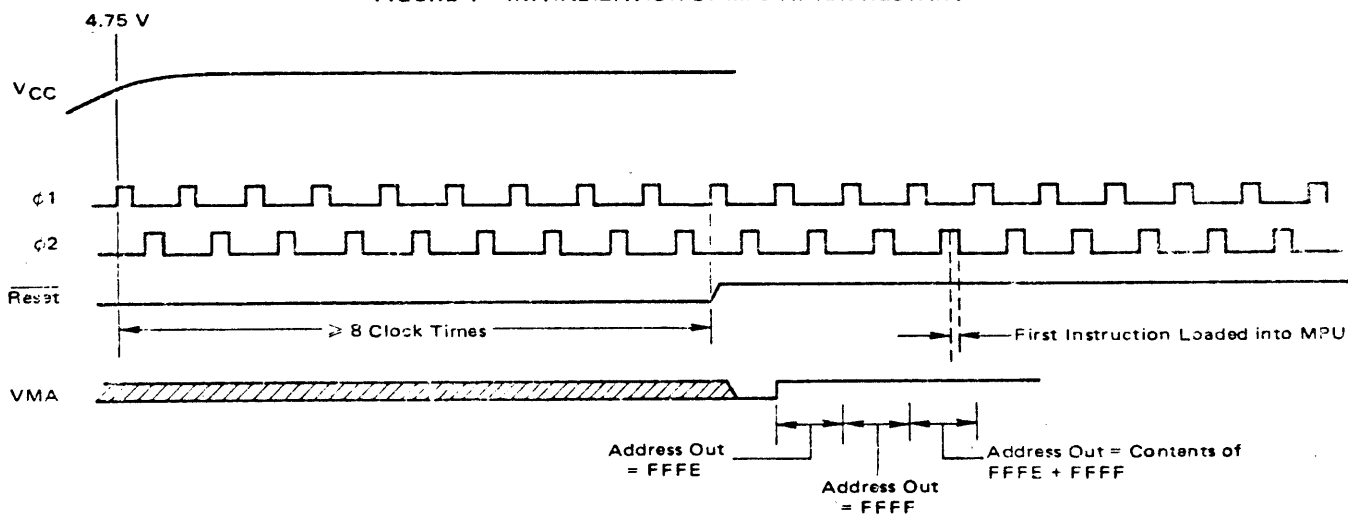 4.75 V
VCC
ϕ1
ϕ2
Reset
≥ 8 Clock Times
First Instruction Loaded into MPU
VMA
Address Out
= FFFE
Address Out
= FFFF
Address Out = Contents of
FFFE + FFFF